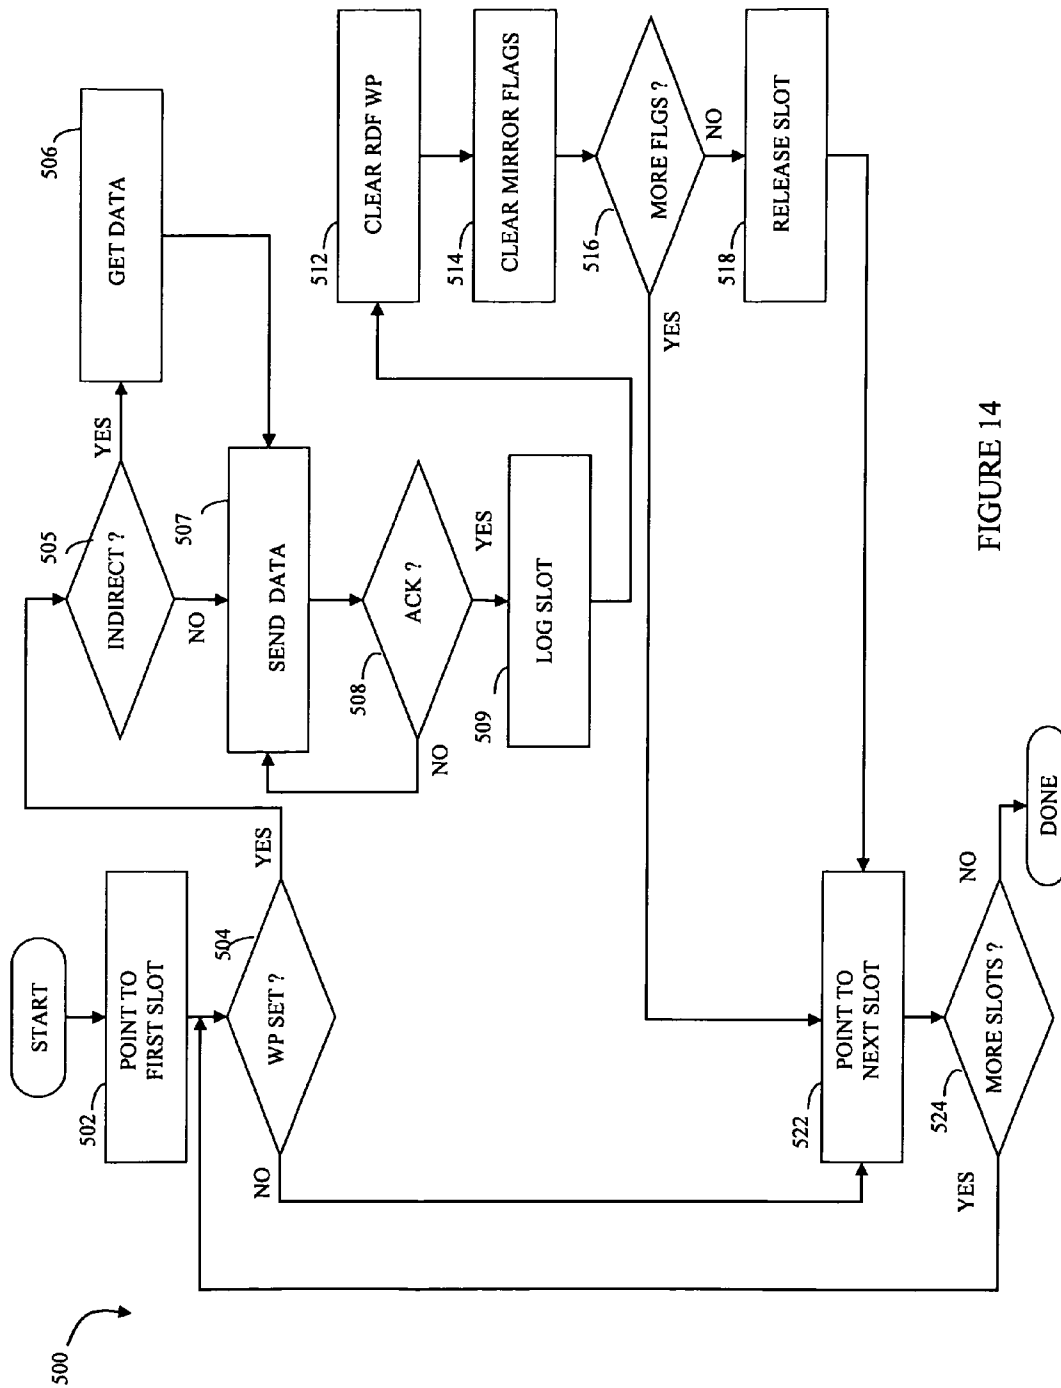 500
START
502
POINT TO
FIRST SLOT
504
WP SET ?
YES
NO
505
INDIRECT ?
YES
NO
506
GET DATA
507
SEND DATA
508
ACK ?
NO
YES
509
LOG SLOT
512
CLEAR RDF WP
514
CLEAR MIRROR FLAGS
516
MORE FLGS ?
YES
NO
518
RELEASE SLOT
522
POINT TO
NEXT SLOT
524
MORE SLOTS ?
YES
NO
DONE
FIGURE 14